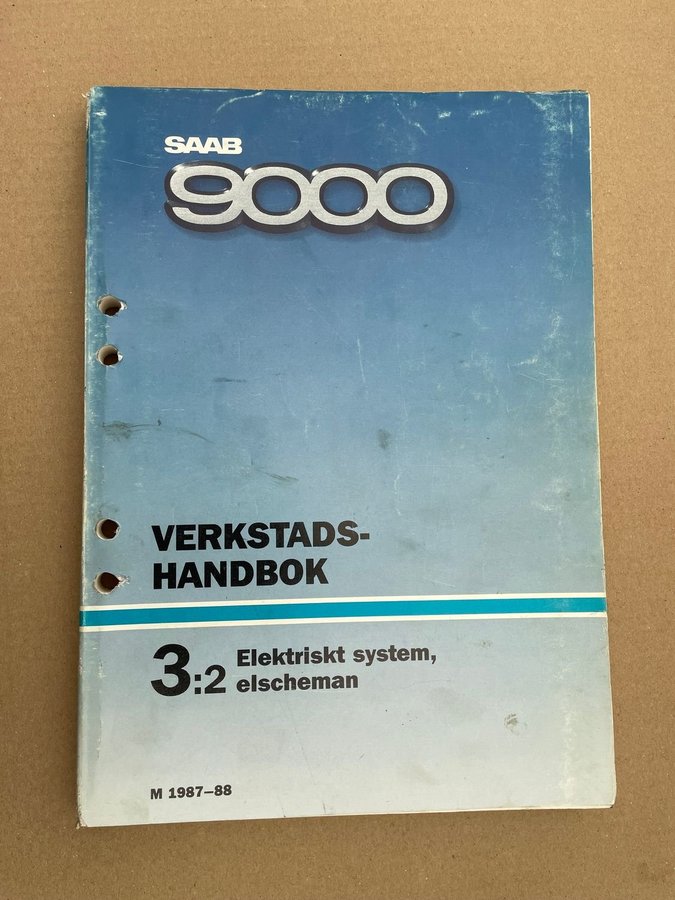 SAAB
9000
VERKSTADS-
HANDBOK
3:2 Elektriskt system,
elscheman
M 1987–88